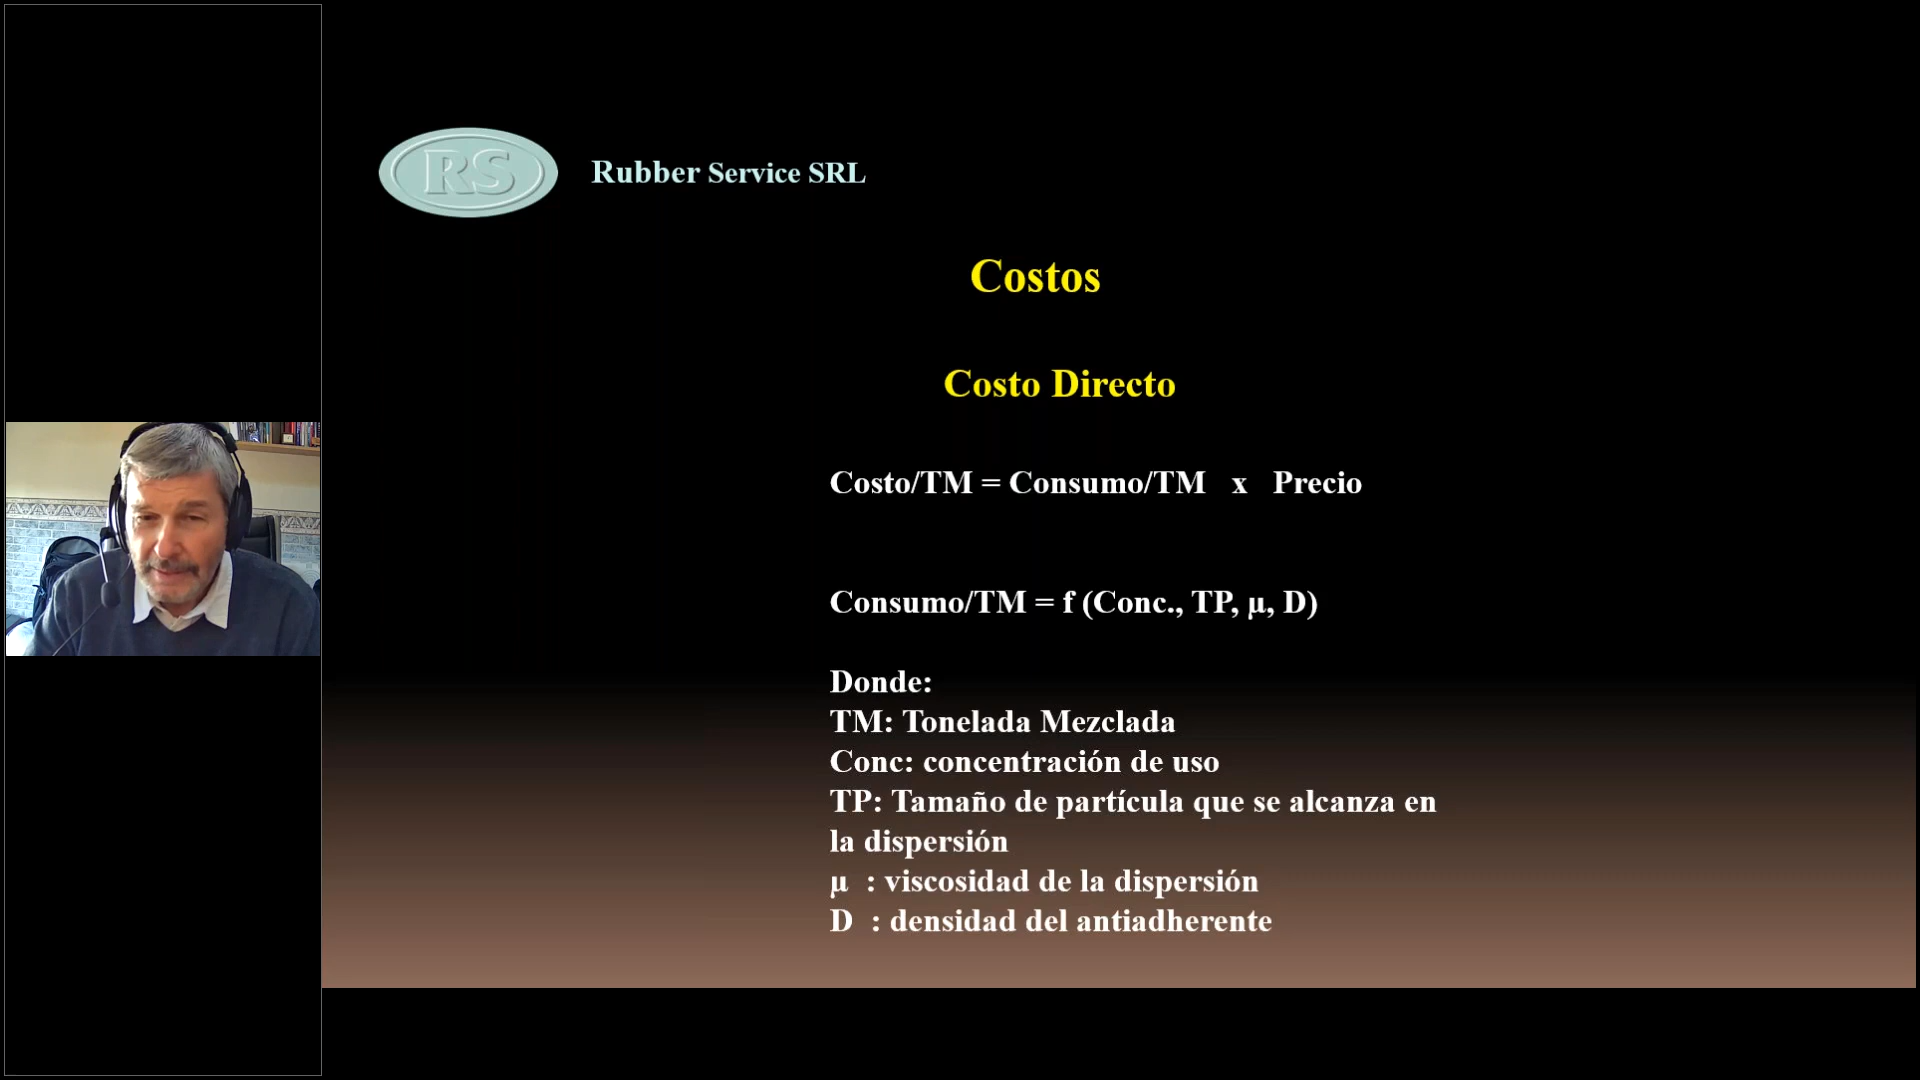 RS
Rubber Service SRL
Costos
Costo Directo
Costo/TM = Consumo/TM x Precio
Consumo/TM = f (Conc., TP, µ, D)
Donde:
TM: Tonelada Mezclada
Conc: concentración de uso
TP: Tamaño de partícula que se alcanza en
la dispersión
µ : viscosidad de la dispersión
D : densidad del antiadherente